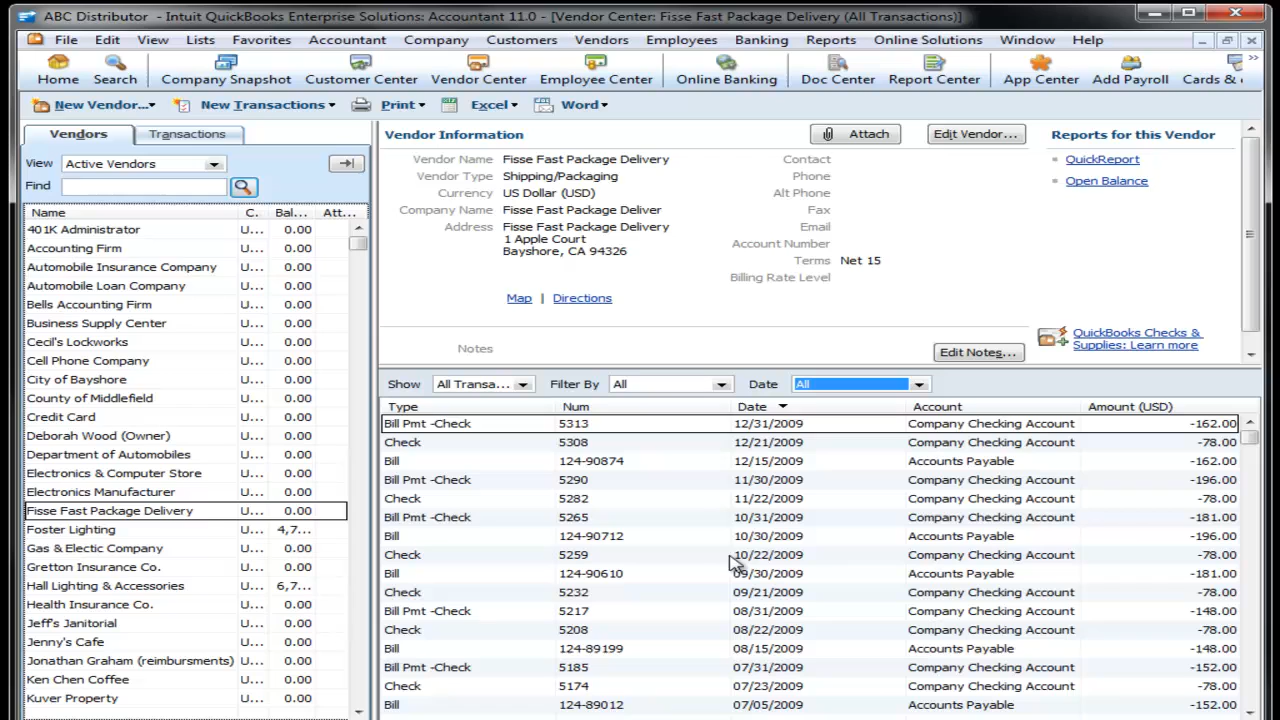 ABC Distributor - Intuit QuickBooks Enterprise Solutions: Accountant 11.0 - [Vendor Center: Fisse Fast Package Delivery (All Transactions)]
File Edit View Lists Favorites Accountant Company Customers Vendors Employees Banking Reports Online Solutions Window Help
Home Search Company Snapshot Customer Center Vendor Center Employee Center Online Banking Doc Center Report Center App Center Add Payroll Cards &
New Vendor... New Transactions Print Excel Word
Vendors Transactions
View Active Vendors
Find
Name C. Bal... Att...
401K Administrator U... 0.00
Accounting Firm U... 0.00
Automobile Insurance Company U... 0.00
Automobile Loan Company U... 0.00
Bells Accounting Firm U... 0.00
Business Supply Center U... 0.00
Cecil's Lockworks U... 0.00
Cell Phone Company U... 0.00
City of Bayshore U... 0.00
County of Middlefield U... 0.00
Credit Card U... 0.00
Deborah Wood (Owner) U... 0.00
Department of Automobiles U... 0.00
Electronics & Computer Store U... 0.00
Electronics Manufacturer U... 0.00
Fisse Fast Package Delivery U... 0.00
Foster Lighting U... 4,7...
Gas & Electic Company U... 0.00
Gretton Insurance Co. U... 0.00
Hall Lighting & Accessories U... 6,7...
Health Insurance Co. U... 0.00
Jeff's Janitorial U... 0.00
Jenny's Cafe U... 0.00
Jonathan Graham (reimbursments) U... 0.00
Ken Chen Coffee U... 0.00
Kuver Property U... 0.00
Vendor Information Attach Edit Vendor...
Vendor Name Fisse Fast Package Delivery
Vendor Type Shipping/Packaging
Currency US Dollar (USD)
Company Name Fisse Fast Package Deliver
Address Fisse Fast Package Delivery
1 Apple Court
Bayshore, CA 94326
Map | Directions
Contact
Phone
Alt Phone
Fax
Email
Account Number
Terms Net 15
Billing Rate Level
Notes Edit Notes...
Reports for this Vendor
QuickReport
Open Balance
QuickBooks Checks &
Supplies: Learn more
Show All Transa... Filter By All Date All
Type Num Date Account Amount (USD)
Bill Pmt -Check 5313 12/31/2009 Company Checking Account -162.00
Check 5308 12/21/2009 Company Checking Account -78.00
Bill 124-90874 12/15/2009 Accounts Payable -162.00
Bill Pmt -Check 5290 11/30/2009 Company Checking Account -196.00
Check 5282 11/22/2009 Company Checking Account -78.00
Bill Pmt -Check 5265 10/31/2009 Company Checking Account -181.00
Bill 124-90712 10/30/2009 Accounts Payable -196.00
Check 5259 10/22/2009 Company Checking Account -78.00
Bill 124-90610 09/30/2009 Accounts Payable -181.00
Check 5232 09/21/2009 Company Checking Account -78.00
Bill Pmt -Check 5217 08/31/2009 Company Checking Account -148.00
Check 5208 08/22/2009 Company Checking Account -78.00
Bill 124-89199 08/15/2009 Accounts Payable -148.00
Bill Pmt -Check 5185 07/31/2009 Company Checking Account -152.00
Check 5174 07/23/2009 Company Checking Account -78.00
Bill 124-89012 07/05/2009 Accounts Payable -152.00